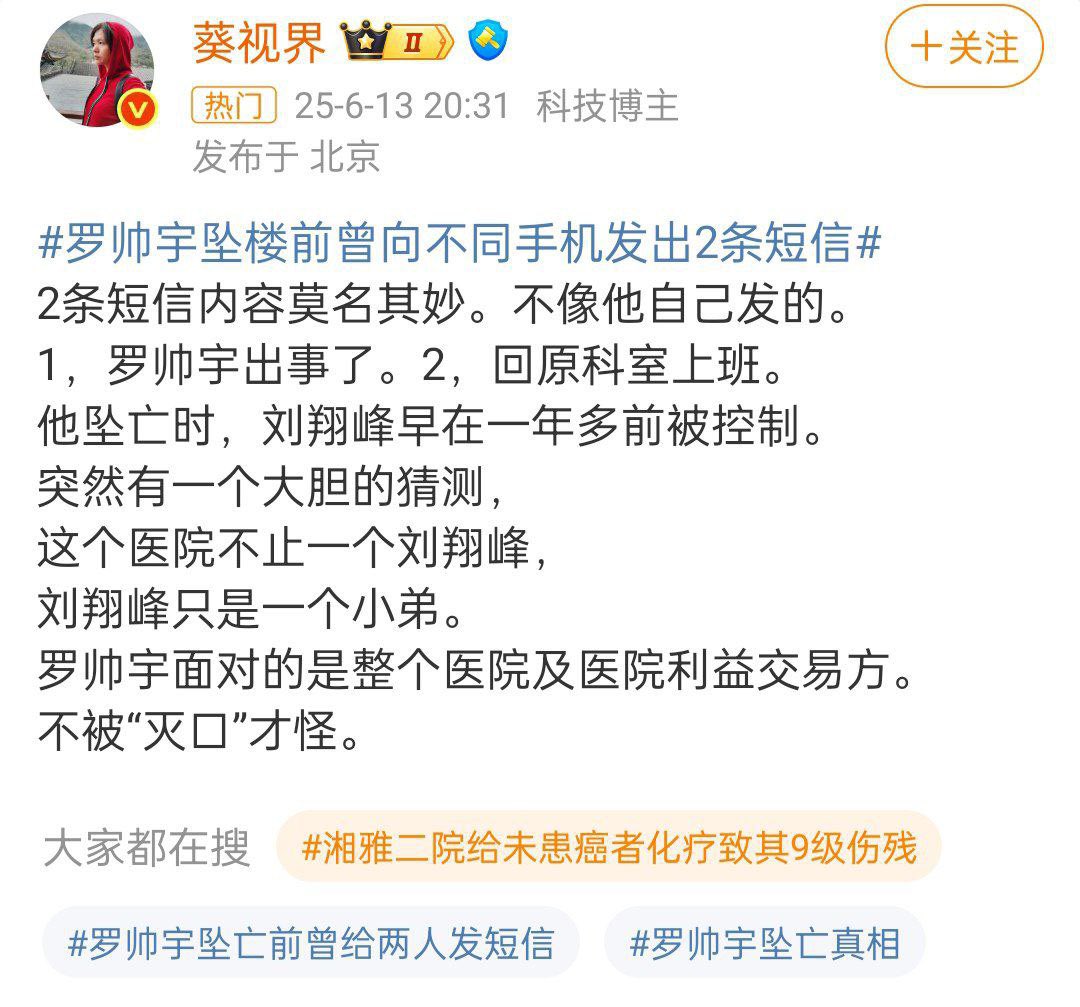 葵视界 II
+关注
热门 25-6-13 20:31 科技博主
发布于 北京
#罗帅宇坠楼前曾向不同手机发出2条短信#
2条短信内容莫名其妙。不像他自己发的。
1，罗帅宇出事了。2，回原科室上班。
他坠亡时，刘翔峰早在一年多前被控制。
突然有一个大胆的猜测，
这个医院不止一个刘翔峰，
刘翔峰只是一个小弟。
罗帅宇面对的是整个医院及医院利益交易方。
不被“灭口”才怪。
大家都在搜 #湘雅二院给未患癌者化疗致其9级伤残
#罗帅宇坠亡前曾给两人发短信 #罗帅宇坠亡真相